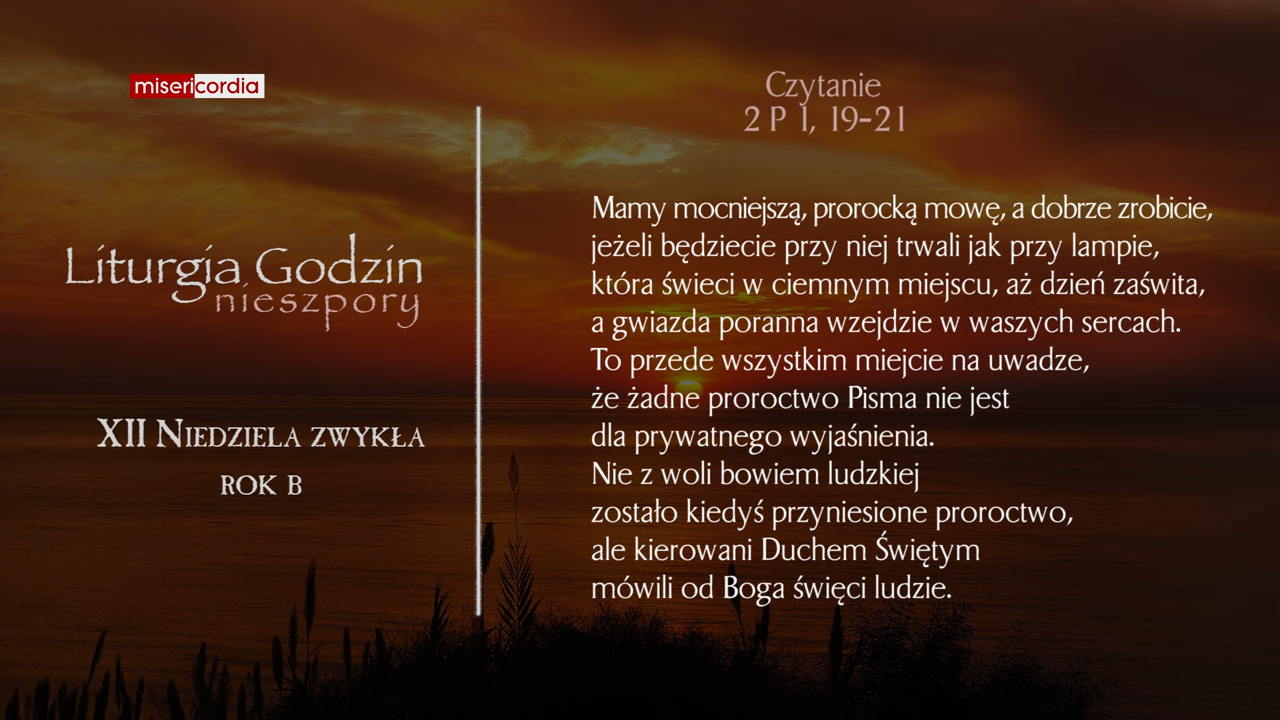 misericordia
Liturgia Godzin
nieszpory
XII Niedziela zwykła
rok B
Czytanie
2 P 1, 19-21
Mamy mocniejszą, prorocką mowę, a dobrze zrobicie,
jeżeli będziecie przy niej trwali jak przy lampie,
która świeci w ciemnym miejscu, aż dzień zaświta,
a gwiazda poranna wzejdzie w waszych sercach.
To przede wszystkim miejcie na uwadze,
że żadne proroctwo Pisma nie jest
dla prywatnego wyjaśnienia.
Nie z woli bowiem ludzkiej
zostało kiedyś przyniesione proroctwo,
ale kierowani Duchem Świętym
mówili od Boga święci ludzie.